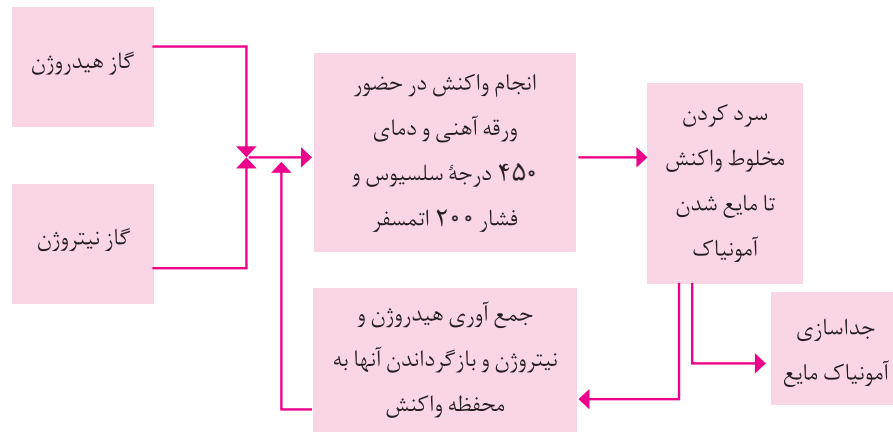 گاز هیدروژن
گاز نیتروژن
انجام واکنش در حضور
ورقه آهنی و دمای
۴۵۰ درجهٔ سلسیوس و
فشار ۲۰۰ اتمسفر
سرد کردن
مخلوط واکنش
تا مایع شدن
آمونیاک
جمع آوری هیدروژن و
نیتروژن و بازگرداندن آنها به
محفظه واکنش
جداسازی
آمونیاک مایع